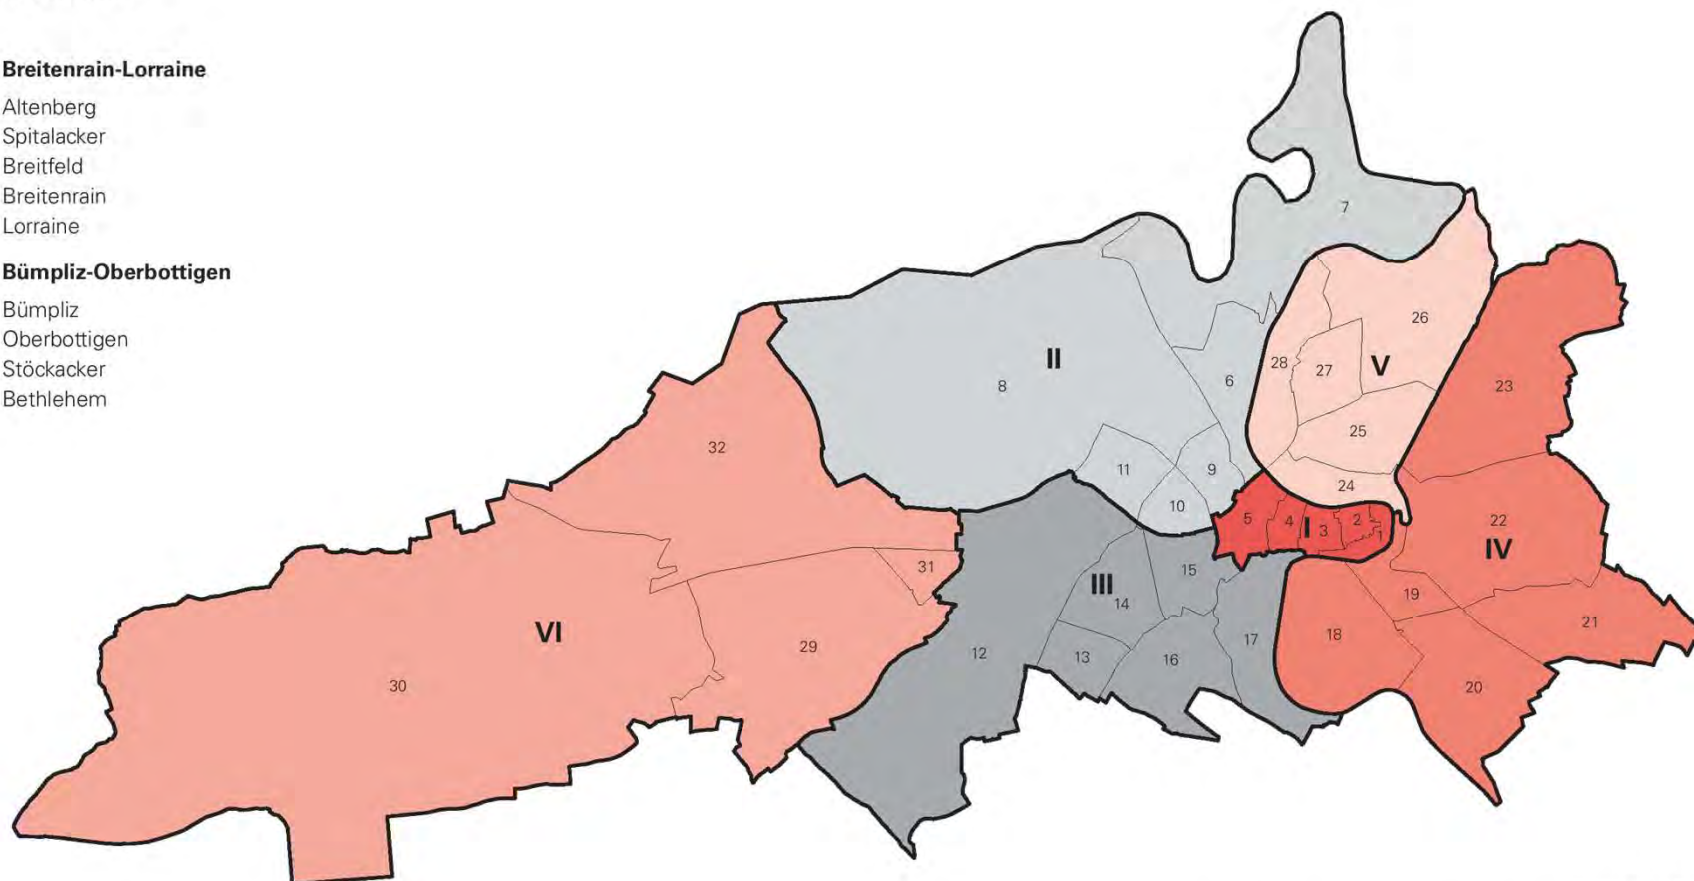 Breitenrain-Lorraine
Altenberg
Spitalacker
Breitfeld
Breitenrain
Lorraine
Bümpliz-Oberbottigen
Bümpliz
Oberbottigen
Stöckacker
Bethlehem
7
26
II
28
27
V
6
8
23
25
32
11
9
24
10
5
4
I
3
2
1
22
IV
31
15
III
14
19
VI
18
21
17
29
12
13
16
30
20